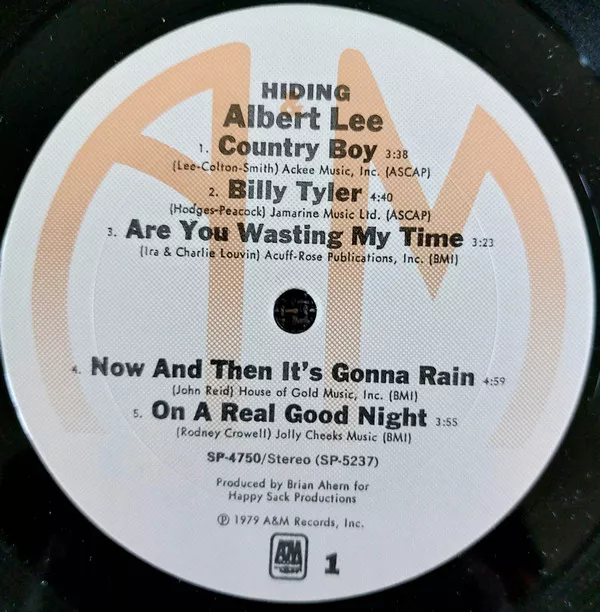 HIDING
Albert Lee
1. Country Boy 3:38
(Lee-Colton-Smith) Ackee Music, Inc. (ASCAP)
2. Billy Tyler 4:40
(Hodges-Peacock) Jamarine Music Ltd. (ASCAP)
3. Are You Wasting My Time 3:23
(Ira & Charlie Louvin) Acuff-Rose Publications, Inc. (BMI)
4. Now And Then It's Gonna Rain 4:59
(John Reid) House of Gold Music, Inc. (BMI)
5. On A Real Good Night 3:55
(Rodney Crowell) Jolly Cheeks Music (BMI)
SP-4750/Stereo (SP-5237)
Produced by Brian Ahern for
Happy Sack Productions
℗ 1979 A&M Records, Inc.
A&M 1